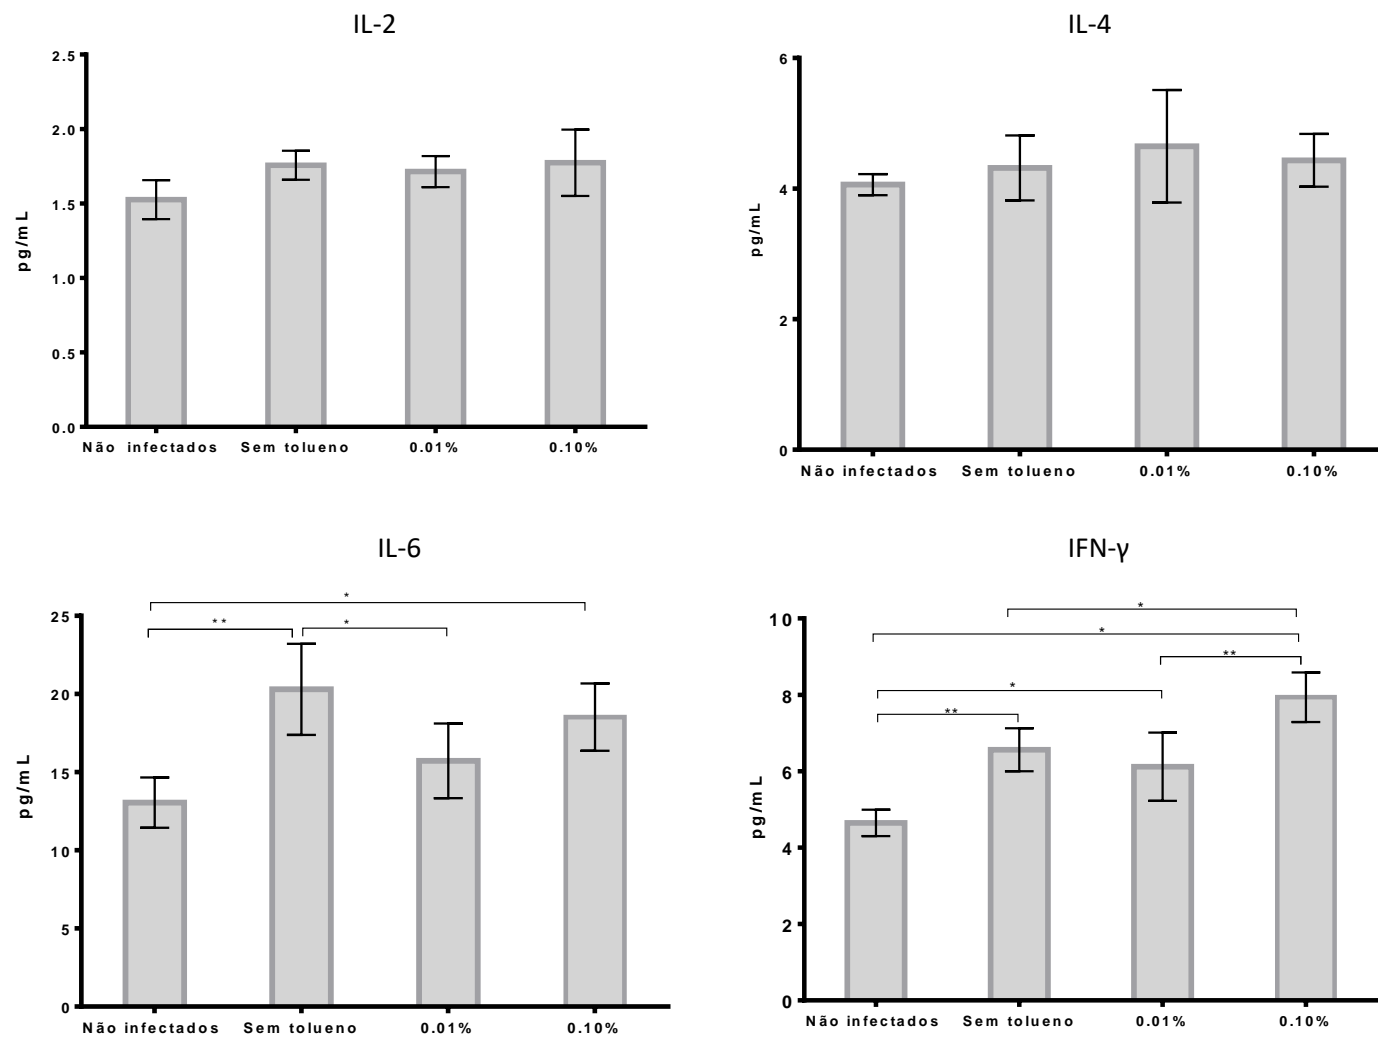 IL-2
2.5
2.0
1.5
1.0
0.5
0.0
pg/mL
Não infectados Sem tolueno 0.01% 0.10%
IL-4
6
4
2
0
pg/mL
Não infectados Sem tolueno 0.01% 0.10%
IL-6
*
** *
25
20
15
10
5
0
pg/mL
Não infectados Sem tolueno 0.01% 0.10%
IFN-γ
*
*
**
*
**
10
8
6
4
2
0
pg/mL
Não infectados Sem tolueno 0.01% 0.10%